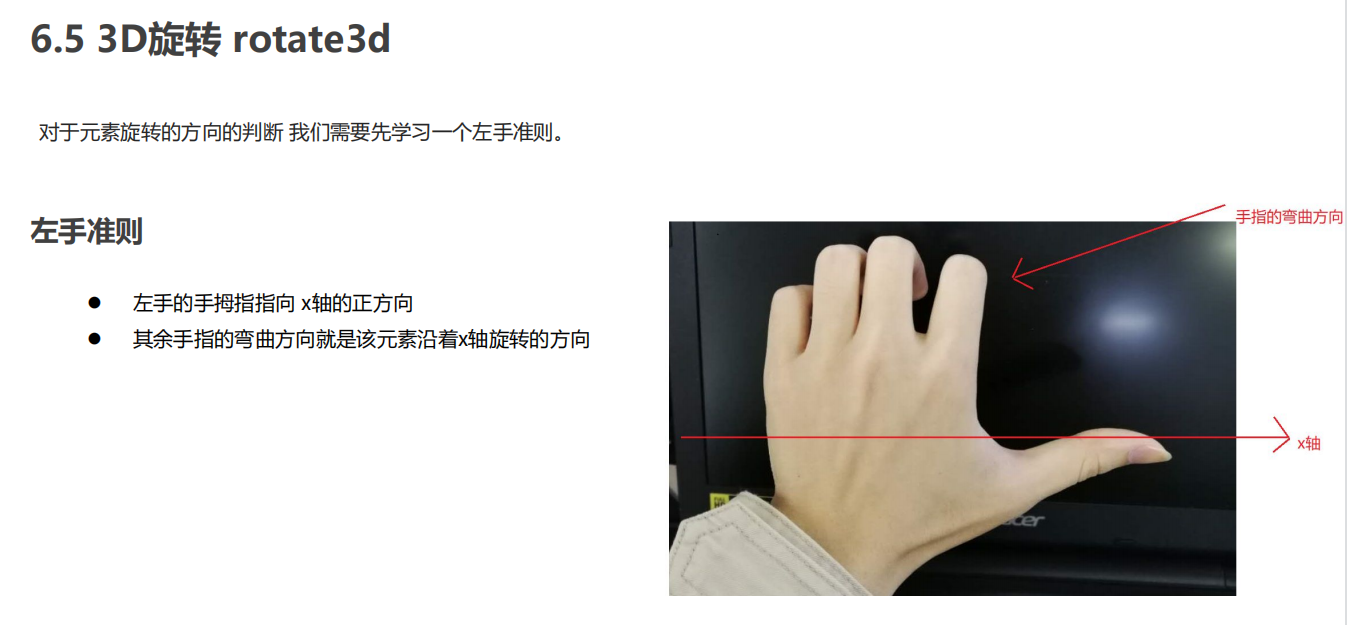 6.5 3D旋转 rotate3d
对于元素旋转的方向的判断 我们需要先学习一个左手准则。
左手准则
手指的弯曲方向
● 左手的手拇指指向 x轴的正方向
● 其余手指的弯曲方向就是该元素沿着x轴旋转的方向
x轴